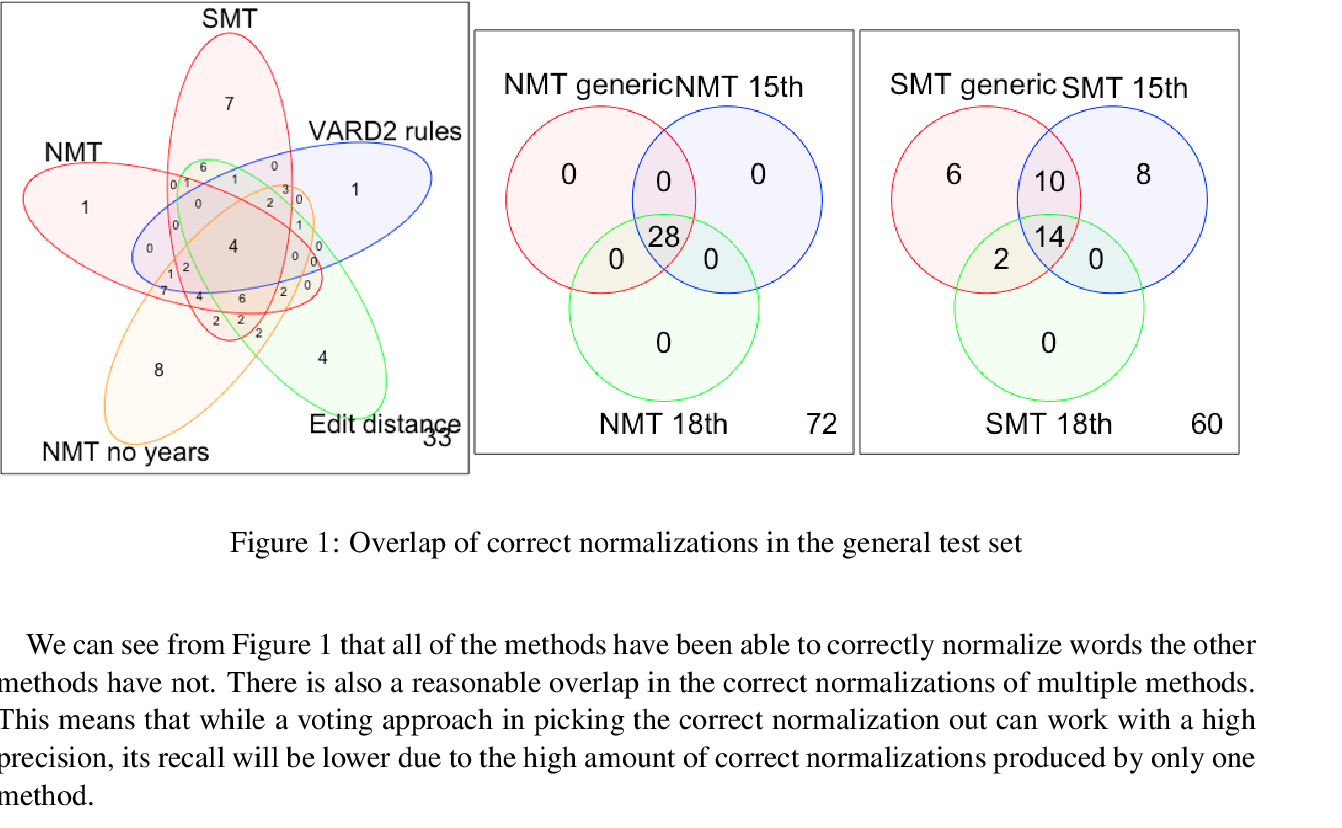 SMT
VARD2 rules
NMT
7
1
1
6
0
0
1
1
3
0
2
0
0
1
0
4
0
0
0
1
2
7
4
6
2
0
2
2
2
8
4
Edit distance
33
NMT no years
NMT generic
NMT 15th
0
0
0
28
0
0
0
NMT 18th
72
SMT generic
SMT 15th
6
10
8
14
2
0
0
SMT 18th
60
Figure 1: Overlap of correct normalizations in the general test set
We can see from Figure 1 that all of the methods have been able to correctly normalize words the other
methods have not. There is also a reasonable overlap in the correct normalizations of multiple methods.
This means that while a voting approach in picking the correct normalization out can work with a high
precision, its recall will be lower due to the high amount of correct normalizations produced by only one
method.